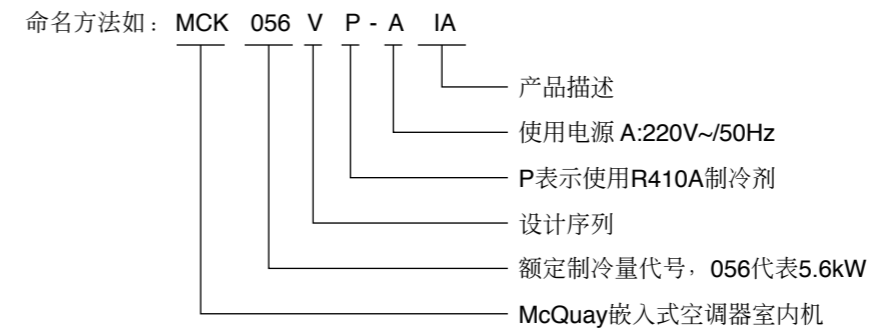 命名方法如：MCK 056 V P - A IA
产品描述
使用电源 A:220V~/50Hz
P表示使用R410A制冷剂
设计序列
额定制冷量代号，056代表5.6kW
McQuay嵌入式空调器室内机